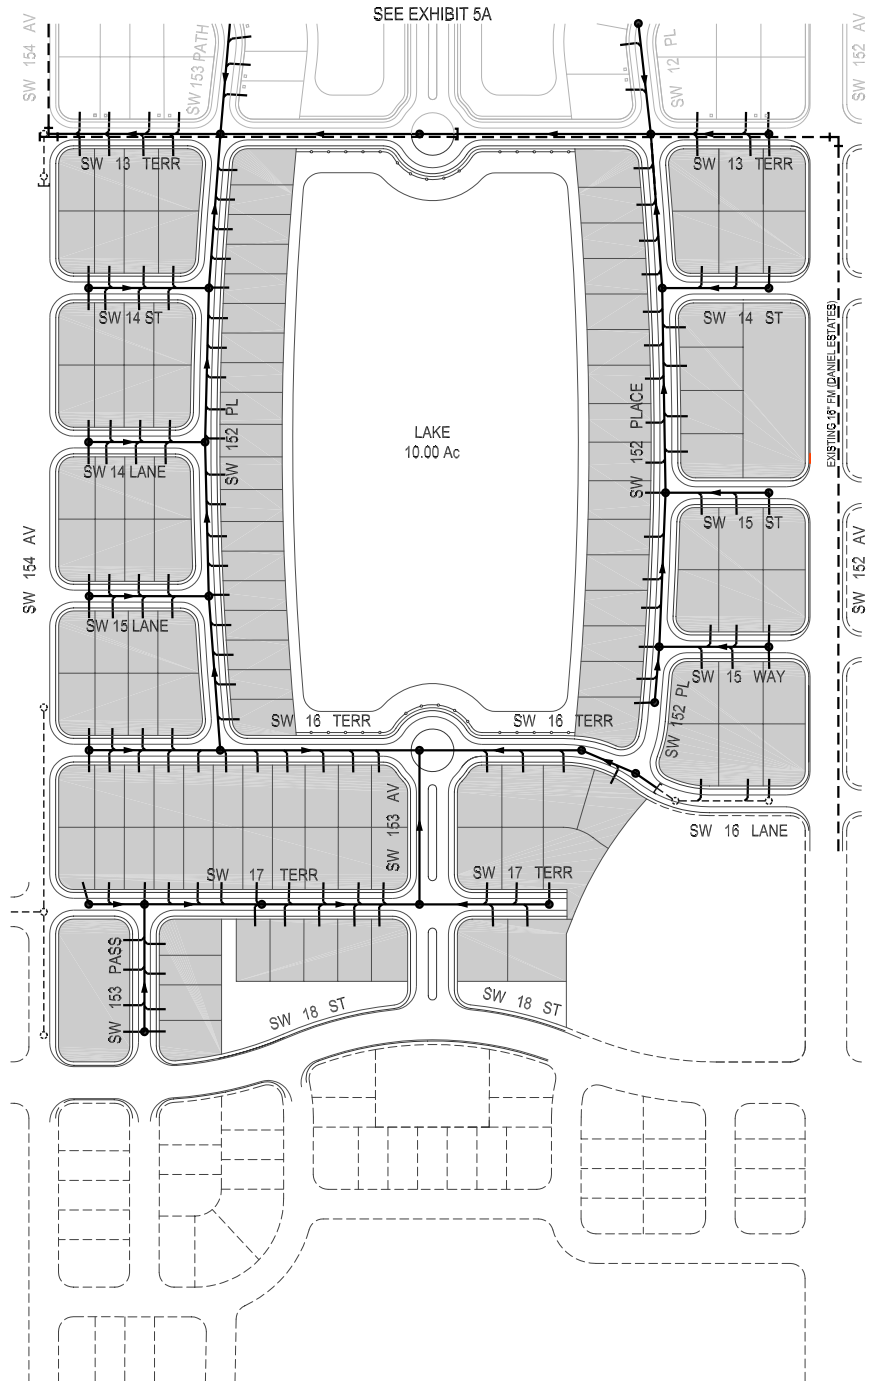 SEE EXHIBIT 5A
SW 154 AV
SW 153 PATH
SW 12 PL
SW 152 AV
SW 13 TERR
SW 13 TERR
SW 14 ST
SW 14 ST
EXISTING 16" FM (DANIEL ESTATES)
SW 152 PL
SW 152 PLACE
LAKE
10.00 Ac
SW 14 LANE
SW 15 ST
SW 154 AV
SW 152 AV
SW 15 LANE
SW 15 WAY
SW 152 PL
SW 16 TERR
SW 16 TERR
SW 153 AV
SW 16 LANE
SW 17 TERR
SW 17 TERR
SW 153 PASS
SW 18 ST
SW 18 ST